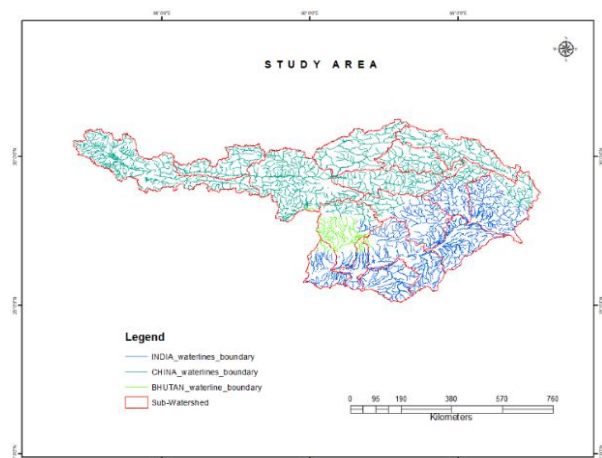 STUDY AREA
Legend
INDIA_waterlines_boundary
CHINA_waterlines_boundary
BHUTAN_waterline_boundary
Sub-Watershed
0 95 190 380 570 760
Kilometers